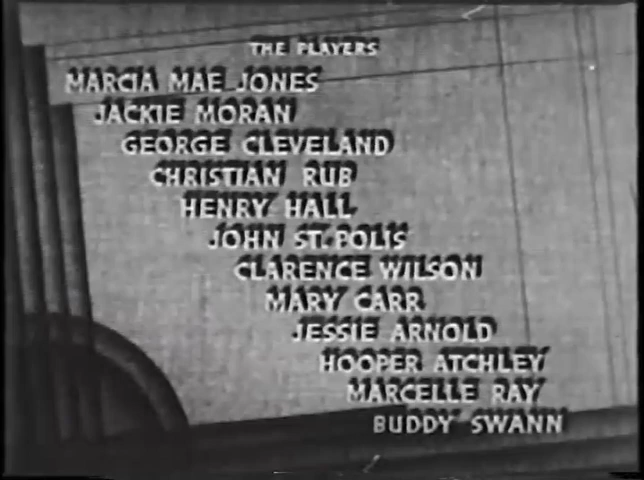 THE PLAYERS
MARCIA MAE JONES
JACKIE MORAN
GEORGE CLEVELAND
CHRISTIAN RUB
HENRY HALL
JOHN ST. POLIS
CLARENCE WILSON
MARY CARR
JESSIE ARNOLD
HOOPER ATCHLEY
MARCELLE RAY
BUDDY SWANN